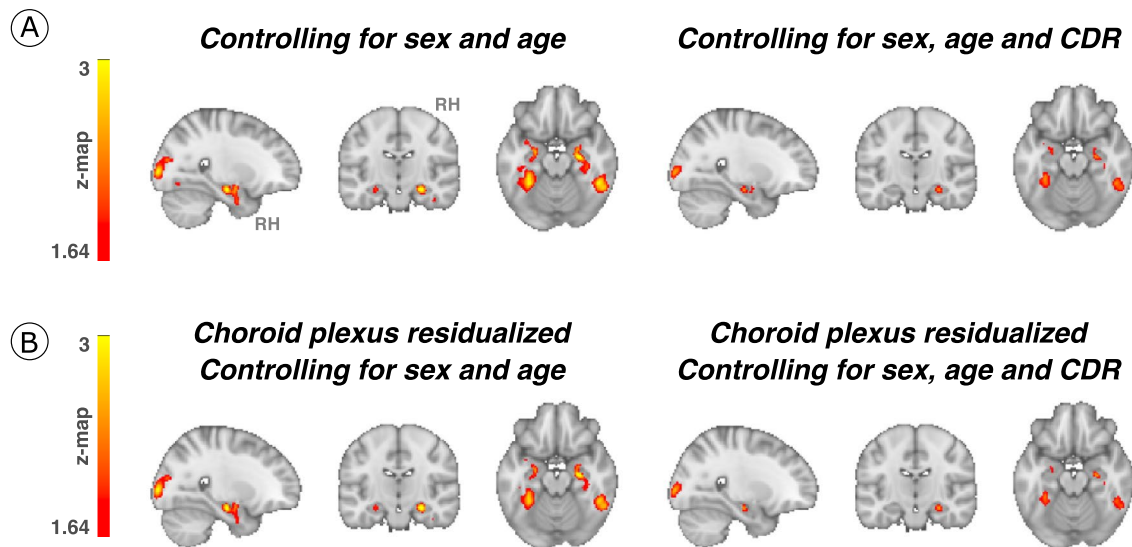 A
Controlling for sex and age
Controlling for sex, age and CDR
3
z-map
1.64
RH
RH
B
Choroid plexus residualized
Controlling for sex and age
Choroid plexus residualized
Controlling for sex, age and CDR
3
z-map
1.64